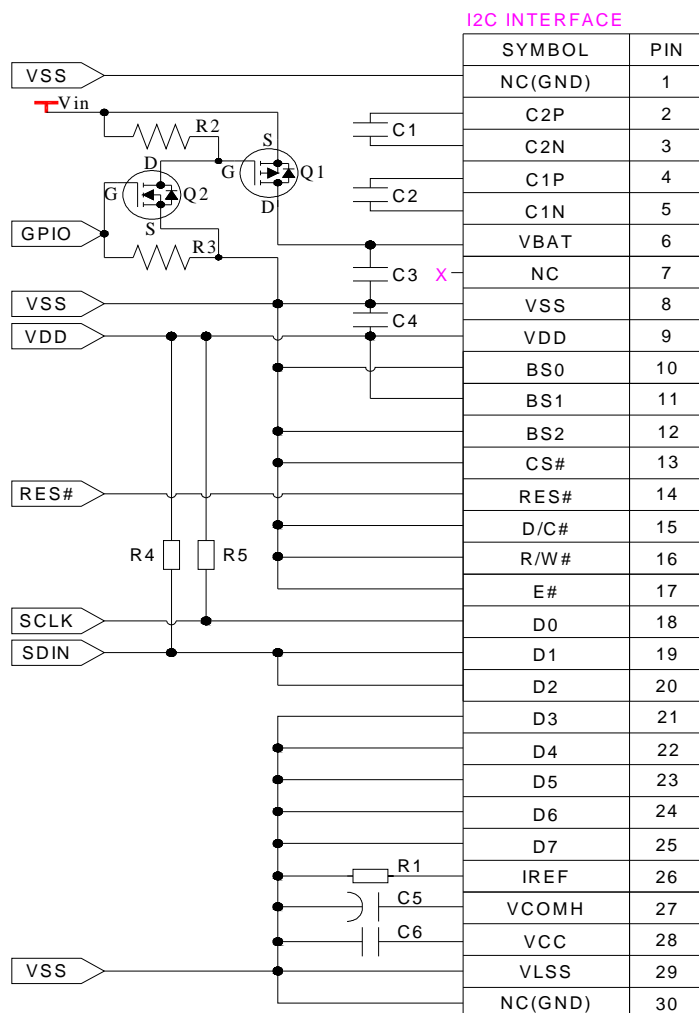 I2C INTERFACE
SYMBOL PIN
VSS NC(GND) 1
Vin C2P 2
R2 C1
S C2N 3
D G Q1 C1P 4
G Q2 C2
D C1N 5
GPIO S VBAT 6
R3 C3 X NC 7
VSS VSS 8
C4
VDD VDD 9
BS0 10
BS1 11
BS2 12
CS# 13
RES# RES# 14
D/C# 15
R4 R5 R/W# 16
E# 17
SCLK D0 18
SDIN D1 19
D2 20
D3 21
D4 22
D5 23
D6 24
D7 25
R1 IREF 26
C5 VCOMH 27
C6 VCC 28
VSS VLSS 29
NC(GND) 30